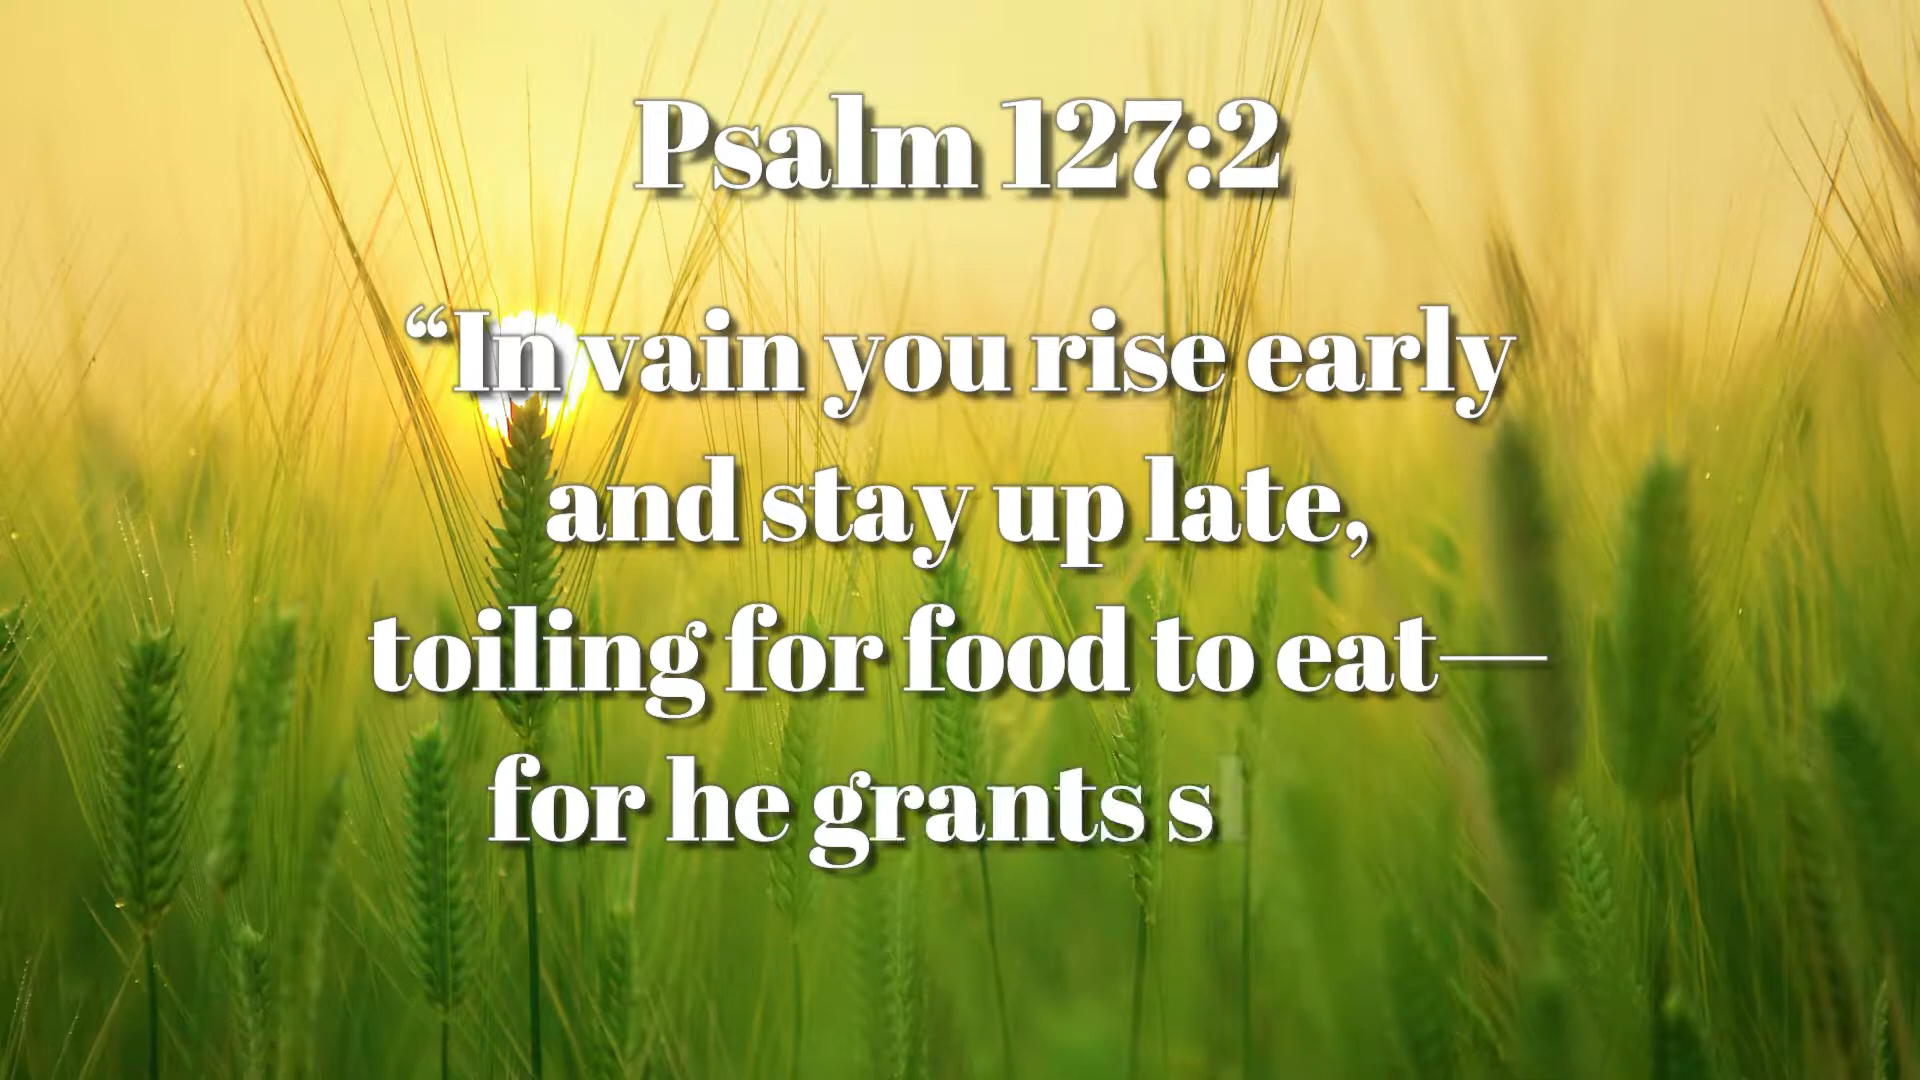 Psalm 127:2
“In vain you rise early
and stay up late,
toiling for food to eat—
for he grants